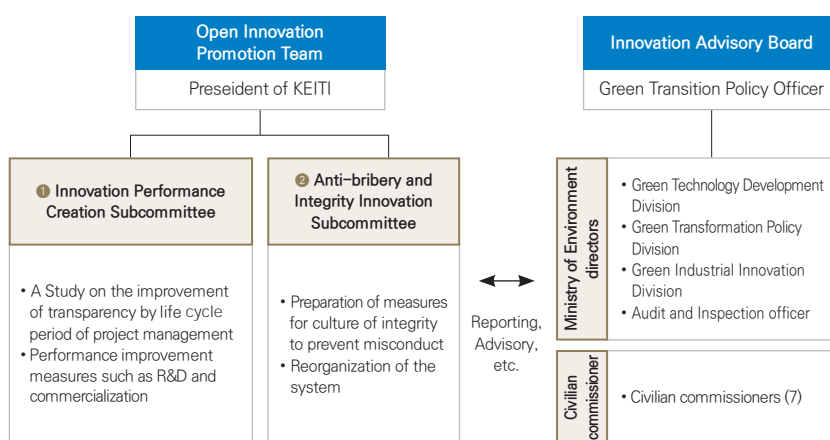 Open Innovation
Promotion Team
Preseident of KEITI
❶ Innovation Performance
Creation Subcommittee
• A Study on the improvement
of transparency by life cycle
period of project management
• Performance improvement
measures such as R&D and
commercialization
❷ Anti-bribery and
Integrity Innovation
Subcommittee
• Preparation of measures
for culture of integrity
to prevent misconduct
• Reorganization of the
system
Reporting,
Advisory,
etc.
Innovation Advisory Board
Green Transition Policy Officer
Ministry of Environment
directors
• Green Technology Development
Division
• Green Transformation Policy
Division
• Green Industrial Innovation
Division
• Audit and Inspection officer
Civilian
commissioner
• Civilian commissioners (7)